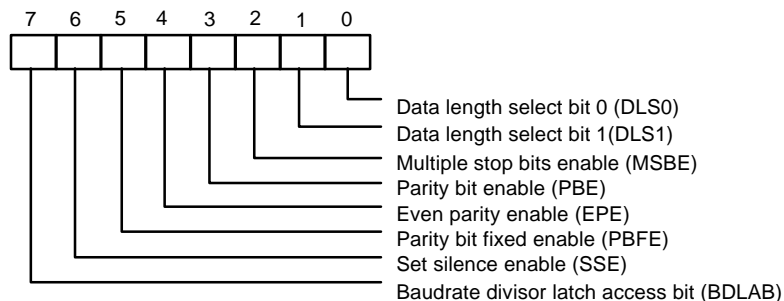 7 6 5 4 3 2 1 0
Data length select bit 0 (DLS0)
Data length select bit 1(DLS1)
Multiple stop bits enable (MSBE)
Parity bit enable (PBE)
Even parity enable (EPE)
Parity bit fixed enable (PBFE)
Set silence enable (SSE)
Baudrate divisor latch access bit (BDLAB)